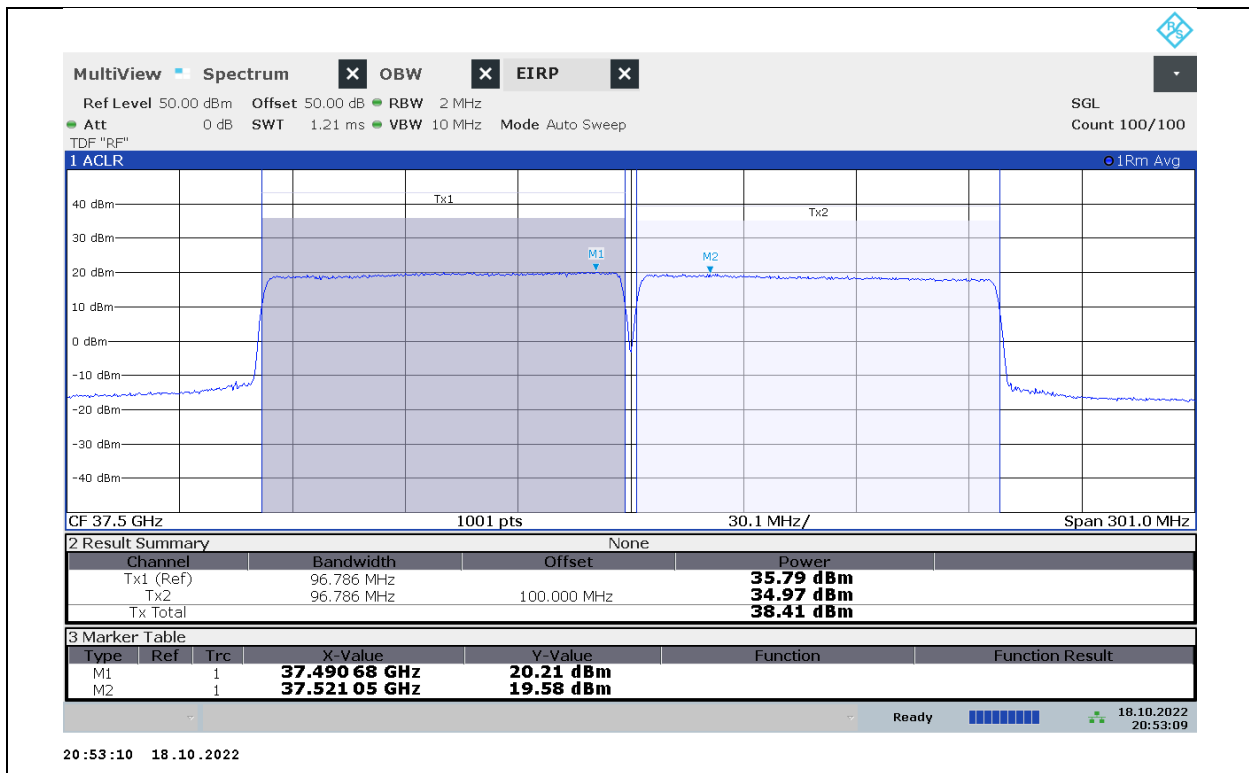 R&S
MultiView Spectrum X OBW X EIRP X
Ref Level 50.00 dBm Offset 50.00 dB RBW 2 MHz SGL
Att 0 dB SWT 1.21 ms VBW 10 MHz Mode Auto Sweep Count 100/100
TDF "RF"
1 ACLR 1Rm Avg
Tx1
40 dBm
Tx2
30 dBm
M1
M2
20 dBm
10 dBm
0 dBm
-10 dBm
-20 dBm
-30 dBm
-40 dBm
CF 37.5 GHz 1001 pts 30.1 MHz/ Span 301.0 MHz
2 Result Summary None
Channel Bandwidth Offset Power
Tx1 (Ref) 96.786 MHz 35.79 dBm
Tx2 96.786 MHz 100.000 MHz 34.97 dBm
Tx Total 38.41 dBm
3 Marker Table
Type Ref Trc X-Value Y-Value Function Function Result
M1 1 37.490 68 GHz 20.21 dBm
M2 1 37.521 05 GHz 19.58 dBm
Ready 18.10.2022
20:53:09
20:53:10 18.10.2022